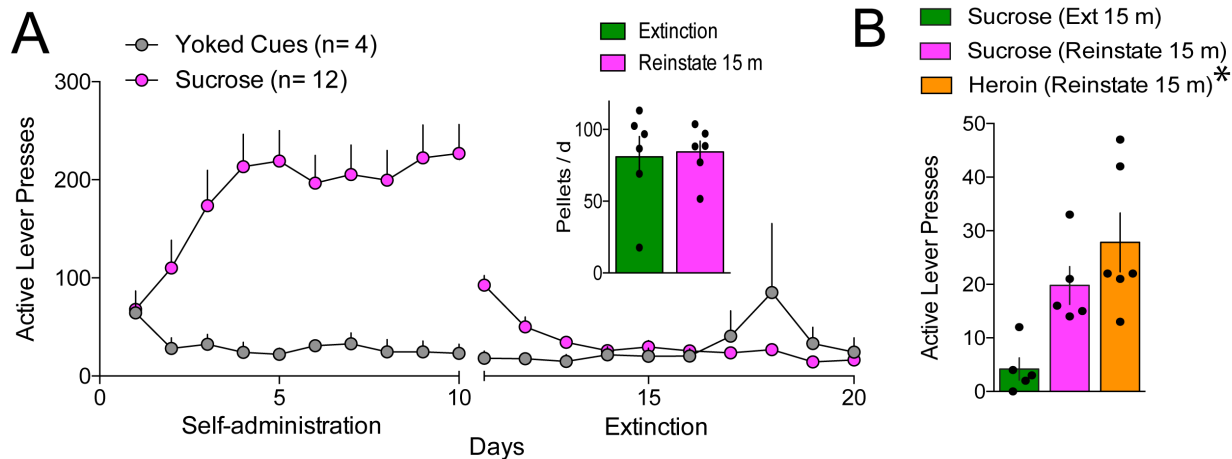 A
Yoked Cues (n= 4)
Sucrose (n= 12)
Extinction
Reinstate 15 m
Active Lever Presses
300
200
100
0
0 5 10 15 20
Self-administration
Extinction
Days
Pellets / d
100
50
0
B
Sucrose (Ext 15 m)
Sucrose (Reinstate 15 m)
Heroin (Reinstate 15 m)*
Active Lever Presses
50
40
30
20
10
0